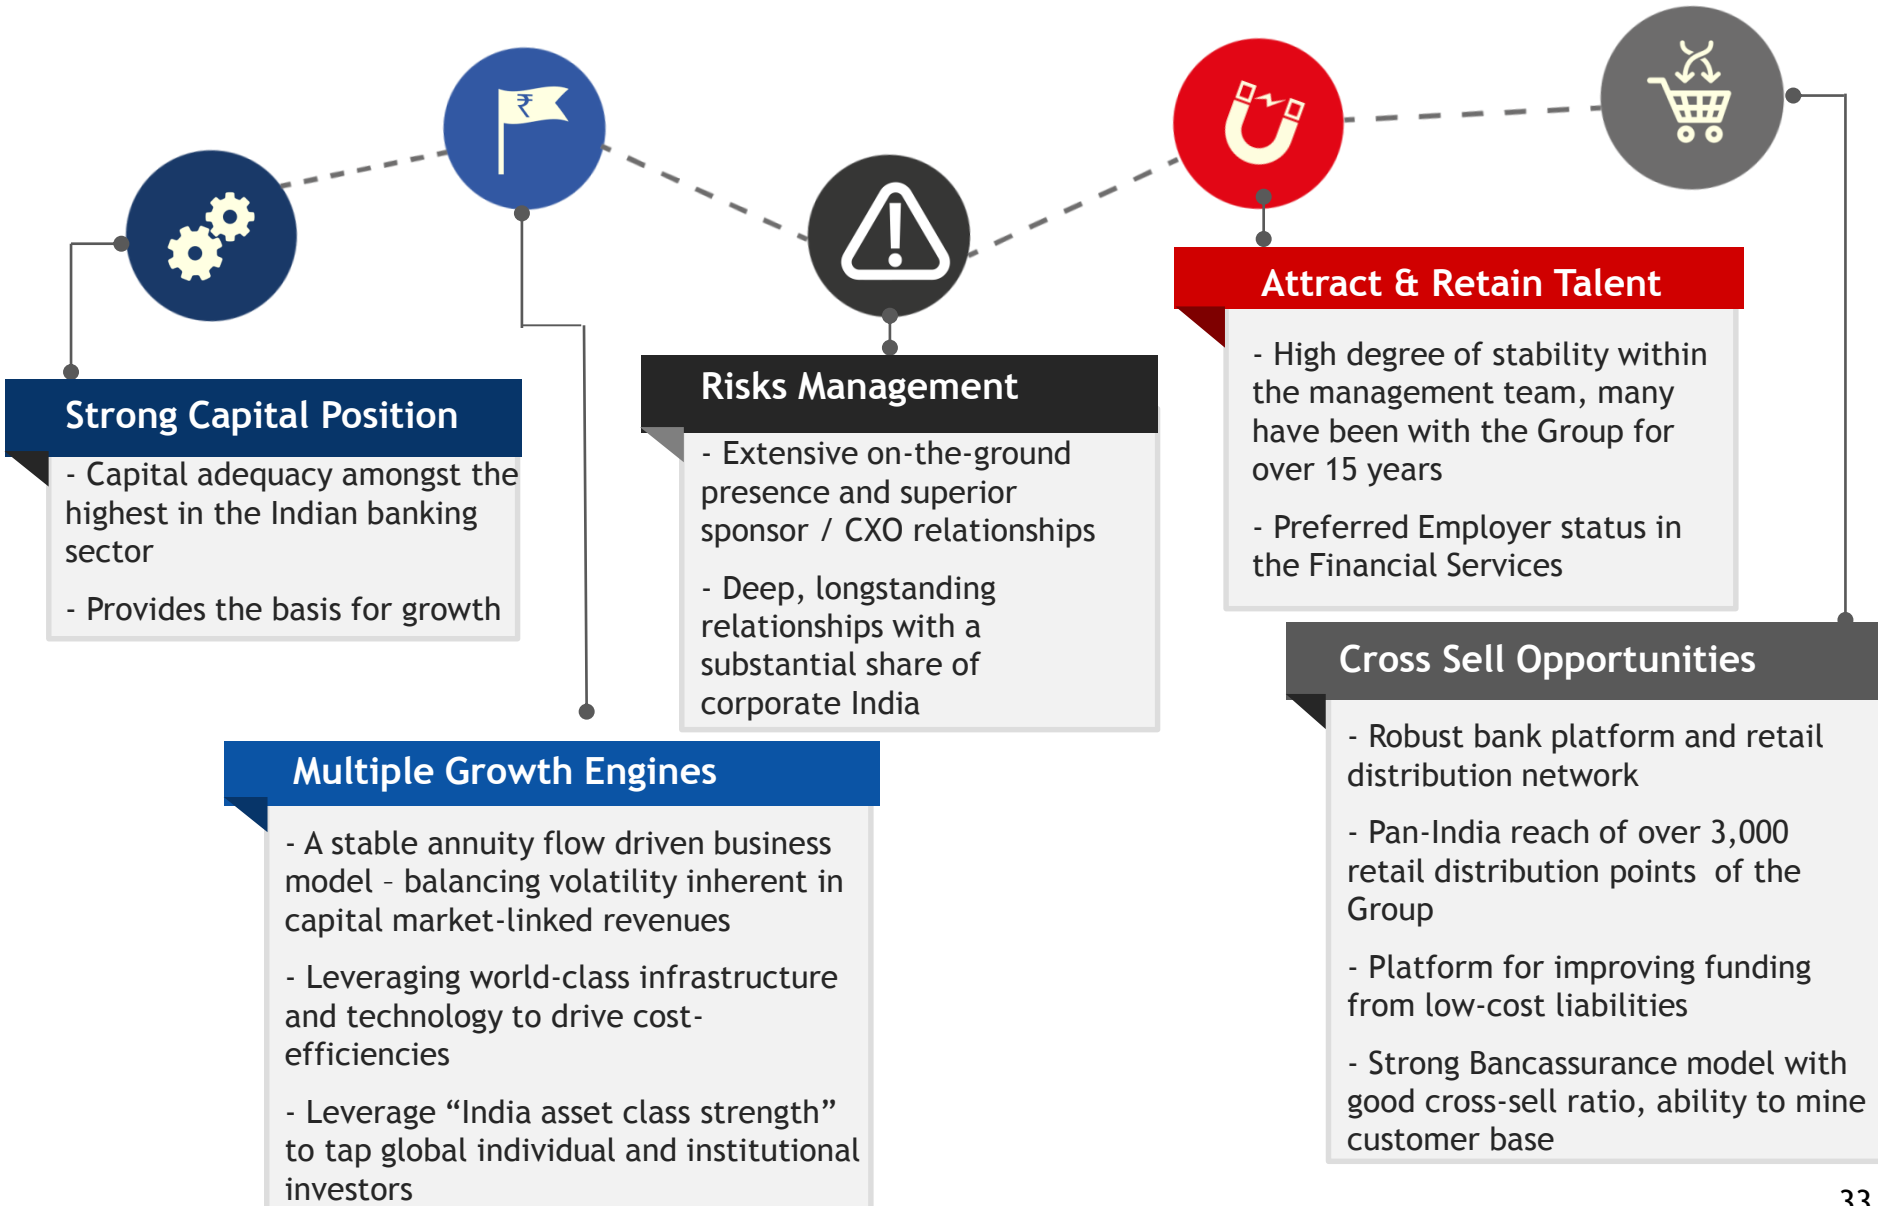 ₹
Strong Capital Position
- Capital adequacy amongst the
highest in the Indian banking
sector
- Provides the basis for growth
Multiple Growth Engines
- A stable annuity flow driven business
model – balancing volatility inherent in
capital market-linked revenues
- Leveraging world-class infrastructure
and technology to drive cost-
efficiencies
- Leverage “India asset class strength”
to tap global individual and institutional
investors
Risks Management
- Extensive on-the-ground
presence and superior
sponsor / CXO relationships
- Deep, longstanding
relationships with a
substantial share of
corporate India
Attract & Retain Talent
- High degree of stability within
the management team, many
have been with the Group for
over 15 years
- Preferred Employer status in
the Financial Services
Cross Sell Opportunities
- Robust bank platform and retail
distribution network
- Pan-India reach of over 3,000
retail distribution points  of the
Group
- Platform for improving funding
from low-cost liabilities
- Strong Bancassurance model with
good cross-sell ratio, ability to mine
customer base
33